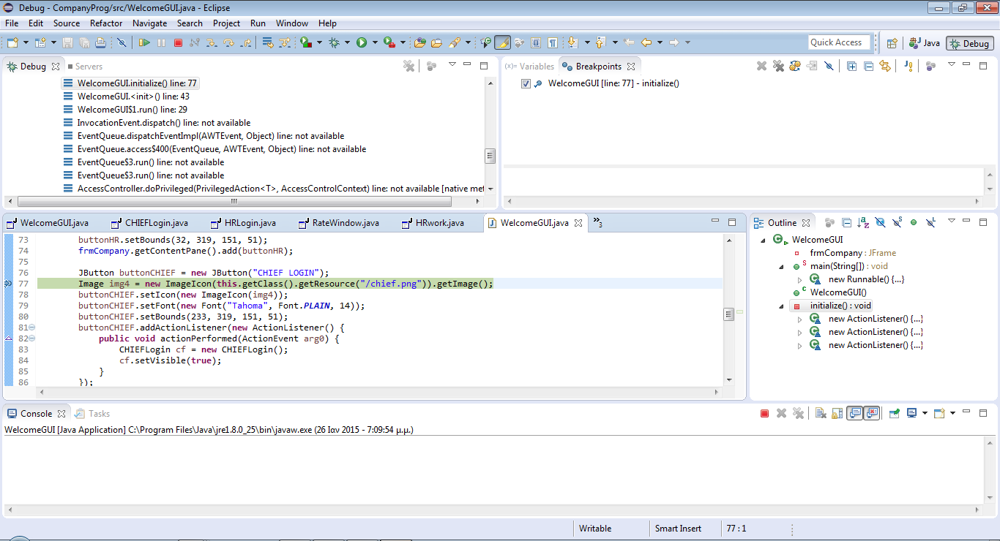 Debug - CompanyProg/src/WelcomeGUI.java - Eclipse
File Edit Source Refactor Navigate Search Project Run Window Help
Quick Access Java Debug
Debug Servers
WelcomeGUI.initialize() line: 77
WelcomeGUI.<init>() line: 43
WelcomeGUI$1.run() line: 29
InvocationEvent.dispatch() line: not available
EventQueue.dispatchEventImpl(AWTEvent, Object) line: not available
EventQueue.access$400(EventQueue, AWTEvent, Object) line: not available
EventQueue$3.run() line: not available
EventQueue$3.run() line: not available
AccessController.doPrivileged(PrivilegedAction<T>, AccessControlContext) line: not available [native met
(x)= Variables Breakpoints
WelcomeGUI [line: 77] - initialize()
WelcomeGUI.java CHIEFLogin.java HRLogin.java RateWindow.java HRwork.java WelcomeGUI.java »3
73 buttonHR.setBounds(32, 319, 151, 51);
74 frmCompany.getContentPane().add(buttonHR);
75
76 JButton buttonCHIEF = new JButton("CHIEF LOGIN");
77 Image img4 = new ImageIcon(this.getClass().getResource("/chief.png")).getImage();
78 buttonCHIEF.setIcon(new ImageIcon(img4));
79 buttonCHIEF.setFont(new Font("Tahoma", Font.PLAIN, 14));
80 buttonCHIEF.setBounds(233, 319, 151, 51);
81 buttonCHIEF.addActionListener(new ActionListener() {
82 public void actionPerformed(ActionEvent arg0) {
83 CHIEFLogin cf = new CHIEFLogin();
84 cf.setVisible(true);
85 }
86 });
Outline
WelcomeGUI
frmCompany : JFrame
main(String[]) : void
new Runnable() {...}
WelcomeGUI()
initialize() : void
new ActionListener() {...}
new ActionListener() {...}
new ActionListener() {...}
Console Tasks
WelcomeGUI [Java Application] C:\Program Files\Java\jre1.8.0_25\bin\javaw.exe (26 Ιαν 2015 - 7:09:54 μ.μ.)
Writable Smart Insert 77 : 1